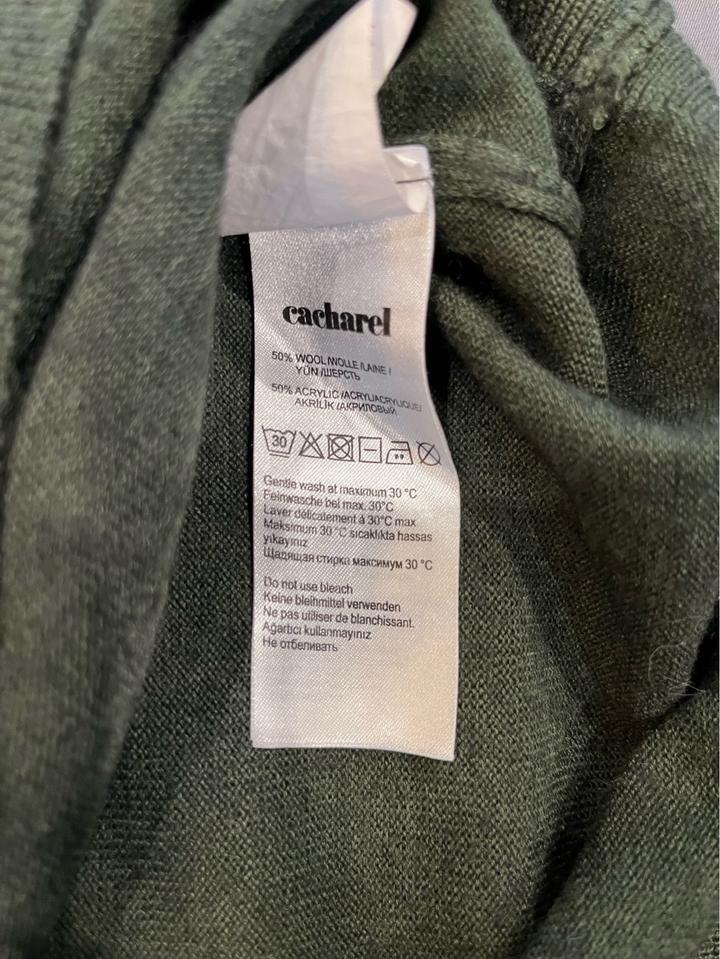 cacharel
50% WOOL/WOLLE/LAINE/
YÜN/ШЕРСТЬ
50% ACRYLIC/ACRYL/ACRYLIQUE/
AKRİLİK/АКРИЛОВЫЙ
30
Gentle wash at maximum 30 °C
Feinwasche bei max. 30°C
Laver délicatement à 30°C max
Maksimum 30 °C sıcaklıkta hassas
yıkayınız
Щадящая стирка максимум 30 °C
Do not use bleach
Keine bleihmittel verwenden
Ne pas utiliser de blanchissant.
Ağartıcı kullanmayınız
Не отбеливать